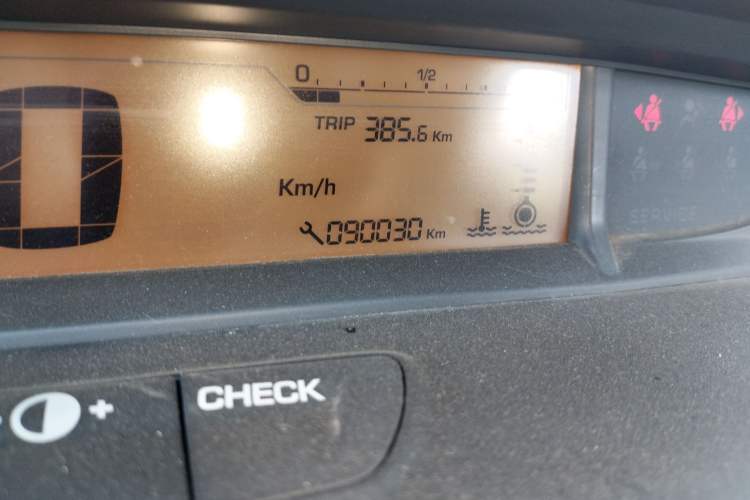 0 1/2
TRIP 385.6 Km
Km/h
090030 Km
SERVICE
+
CHECK